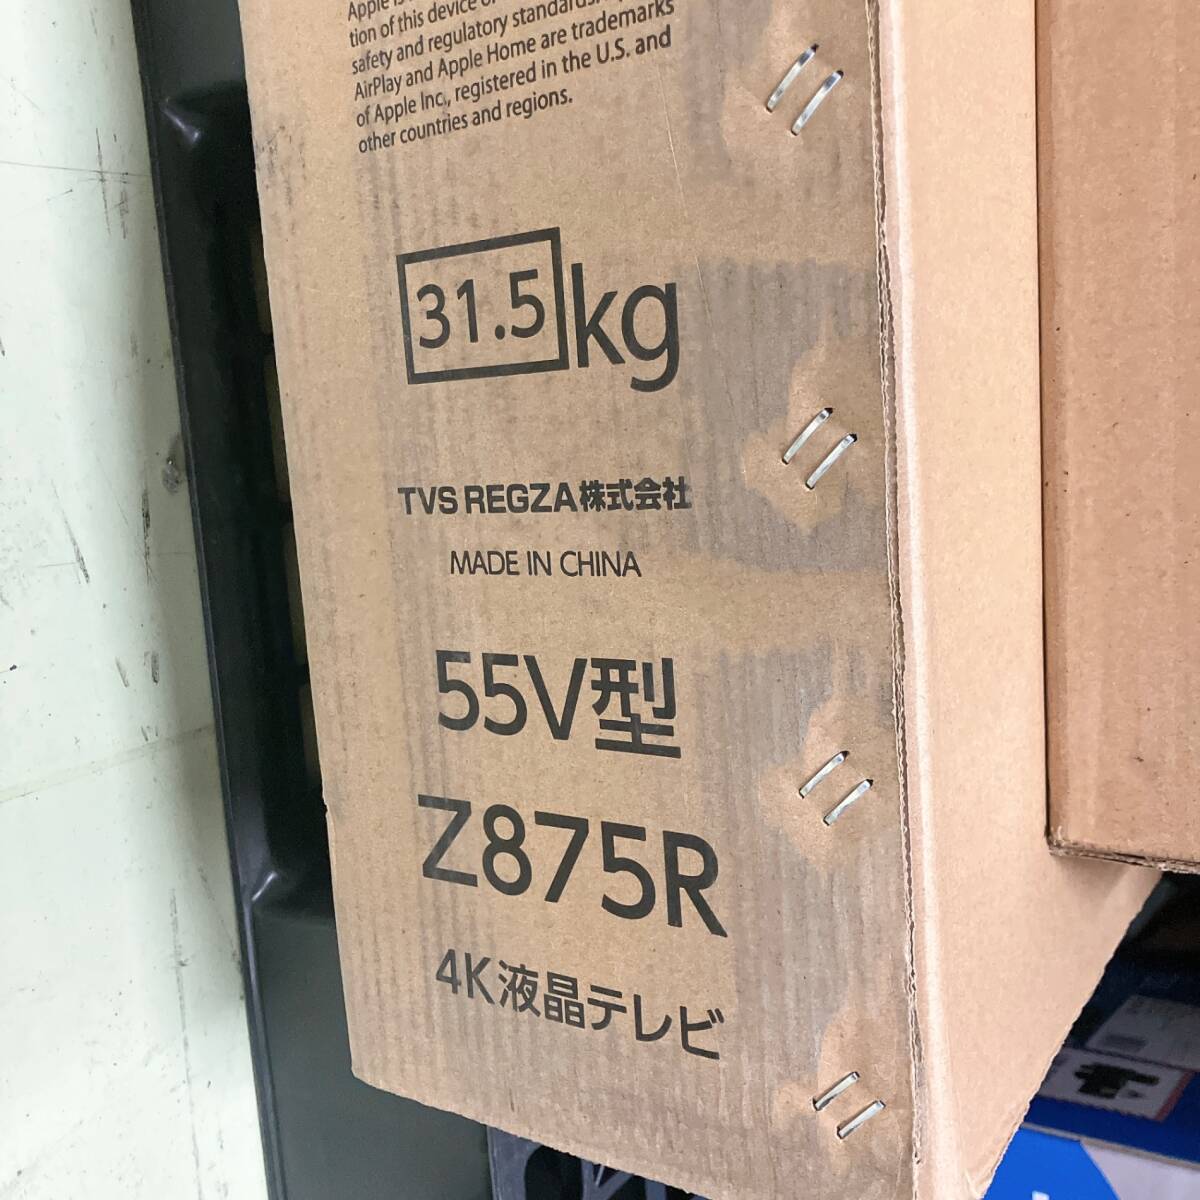 Apple
tion of this device
safety and regulatory standards.
AirPlay and Apple Home are trademarks
of Apple Inc., registered in the U.S. and
other countries and regions.
31.5 kg
TVS REGZA株式会社
MADE IN CHINA
55V型
Z875R
4K液晶テレビ